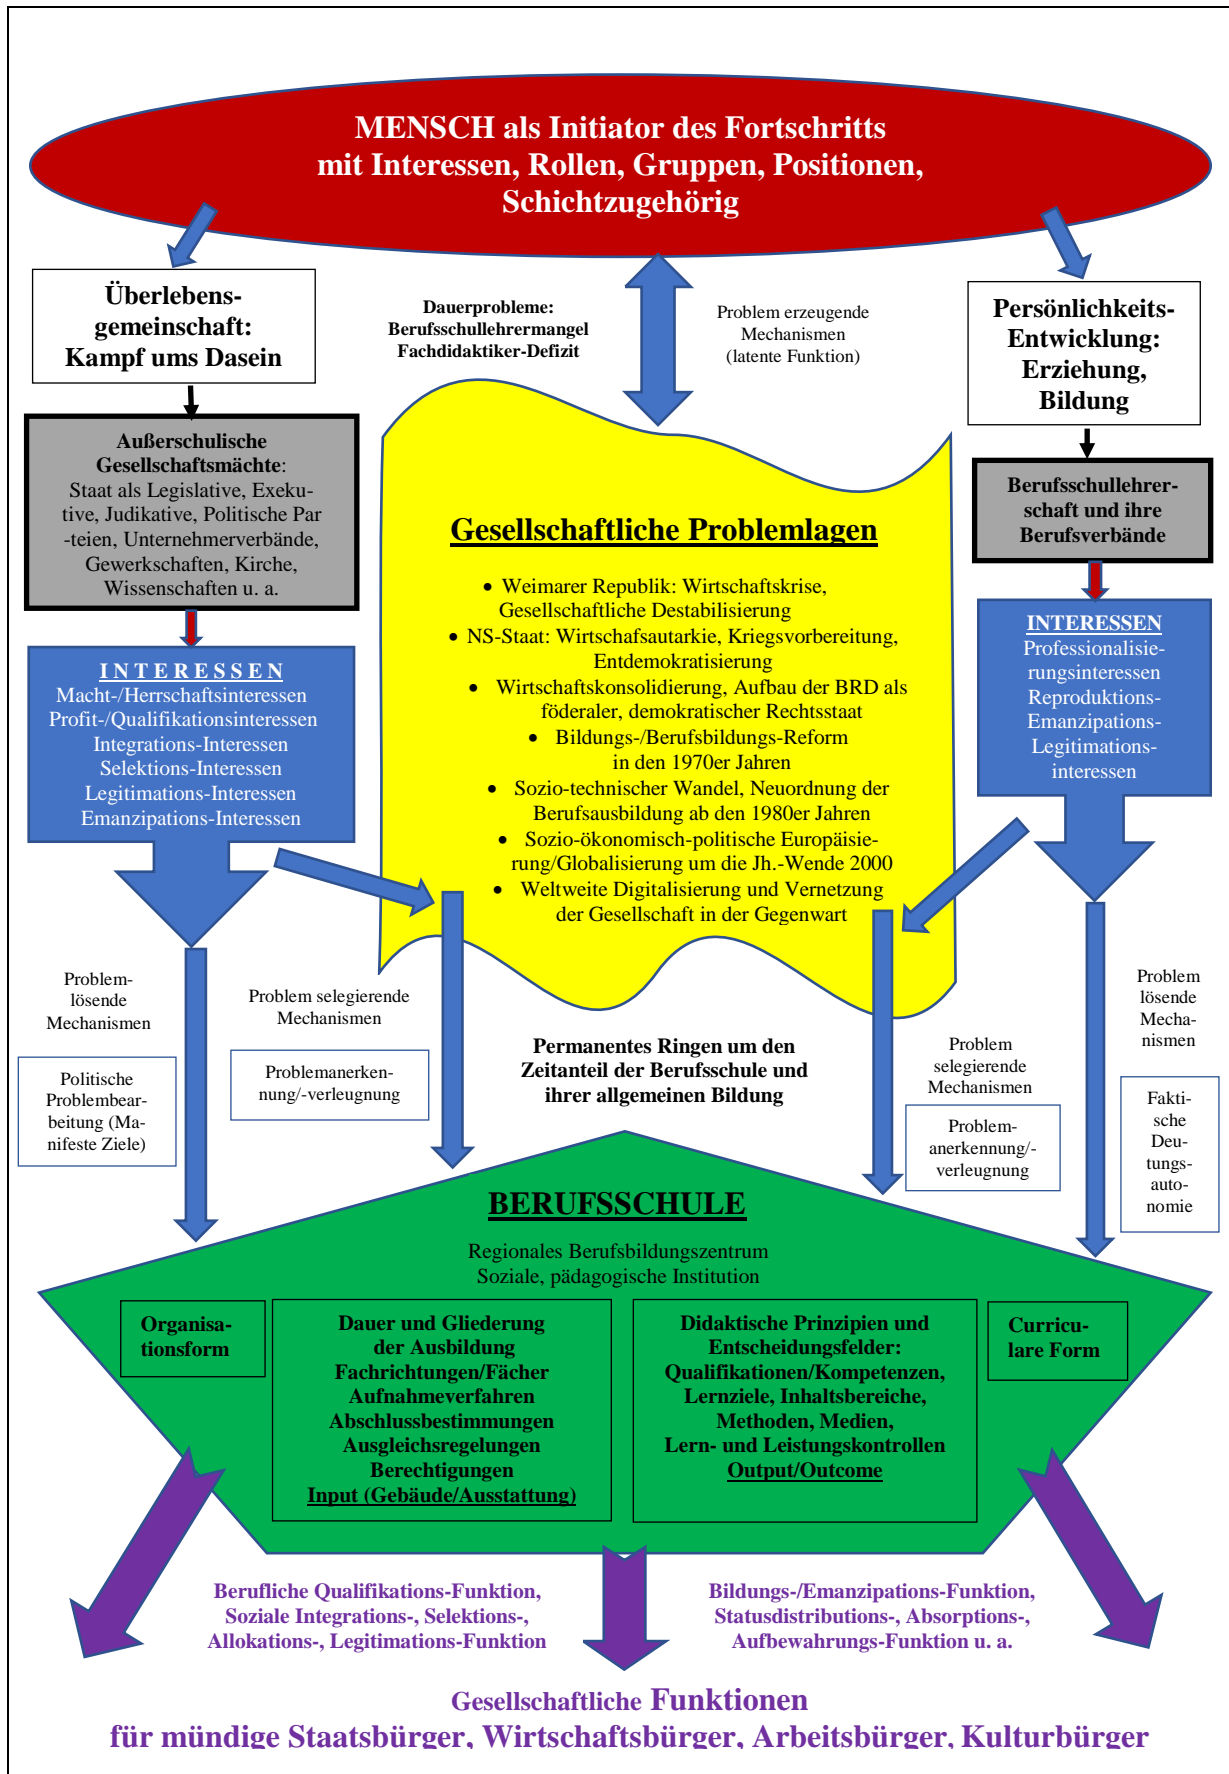 MENSCH als Initiator des Fortschritts
mit Interessen, Rollen, Gruppen, Positionen,
Schichtzugehörig
Überlebens-
gemeinschaft:
Kampf ums Dasein
Dauerprobleme:
Berufsschullehrermangel
Fachdidaktiker-Defizit
Problem erzeugende
Mechanismen
(latente Funktion)
Persönlichkeits-
Entwicklung:
Erziehung,
Bildung
Außerschulische
Gesellschaftsmächte:
Staat als Legislative, Exeku-
tive, Judikative, Politische Par
-teien, Unternehmerverbände,
Gewerkschaften, Kirche,
Wissenschaften u. a.
Berufsschullehrer-
schaft und ihre
Berufsverbände
Gesellschaftliche Problemlagen
• Weimarer Republik: Wirtschaftskrise,
Gesellschaftliche Destabilisierung
• NS-Staat: Wirtschafsautarkie, Kriegsvorbereitung,
Entdemokratisierung
• Wirtschaftskonsolidierung, Aufbau der BRD als
föderaler, demokratischer Rechtsstaat
• Bildungs-/Berufsbildungs-Reform
in den 1970er Jahren
• Sozio-technischer Wandel, Neuordnung der
Berufsausbildung ab den 1980er Jahren
• Sozio-ökonomisch-politische Europäisie-
rung/Globalisierung um die Jh.-Wende 2000
• Weltweite Digitalisierung und Vernetzung
der Gesellschaft in der Gegenwart
I N T E R E S S E N
Macht-/Herrschaftsinteressen
Profit-/Qualifikationsinteressen
Integrations-Interessen
Selektions-Interessen
Legitimations-Interessen
Emanzipations-Interessen
INTERESSEN
Professionalisie-
rungsinteressen
Reproduktions-
Emanzipations-
Legitimations-
interessen
Problem-
lösende
Mechanismen
Problem selegierende
Mechanismen
Politische
Problembear-
beitung (Ma-
nifeste Ziele)
Problemanerken-
nung/-verleugnung
Permanentes Ringen um den
Zeitanteil der Berufsschule und
ihrer allgemeinen Bildung
Problem
selegierende
Mechanismen
Problem-
anerkennung/-
verleugnung
Problem
lösende
Mecha-
nismen
Fakti-
sche
Deu-
tungs-
auto-
nomie
BERUFSSCHULE
Regionales Berufsbildungszentrum
Soziale, pädagogische Institution
Organisa-
tionsform
Dauer und Gliederung
der Ausbildung
Fachrichtungen/Fächer
Aufnahmeverfahren
Abschlussbestimmungen
Ausgleichsregelungen
Berechtigungen
Input (Gebäude/Ausstattung)
Didaktische Prinzipien und
Entscheidungsfelder:
Qualifikationen/Kompetenzen,
Lernziele, Inhaltsbereiche,
Methoden, Medien,
Lern- und Leistungskontrollen
Output/Outcome
Curricu-
lare Form
Berufliche Qualifikations-Funktion,
Soziale Integrations-, Selektions-,
Allokations-, Legitimations-Funktion
Bildungs-/Emanzipations-Funktion,
Statusdistributions-, Absorptions-,
Aufbewahrungs-Funktion u. a.
Gesellschaftliche Funktionen
für mündige Staatsbürger, Wirtschaftsbürger, Arbeitsbürger, Kulturbürger